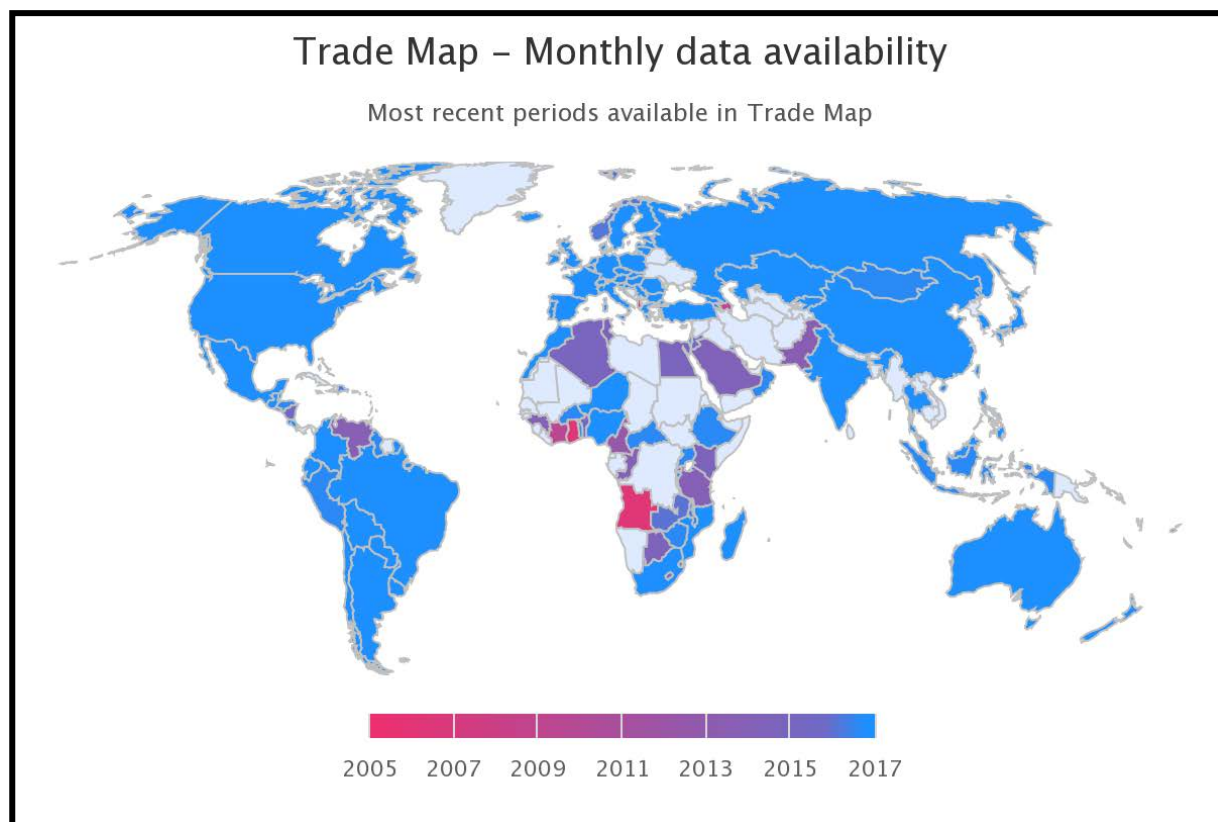 Trade Map – Monthly data availability
Most recent periods available in Trade Map
2005 2007 2009 2011 2013 2015 2017